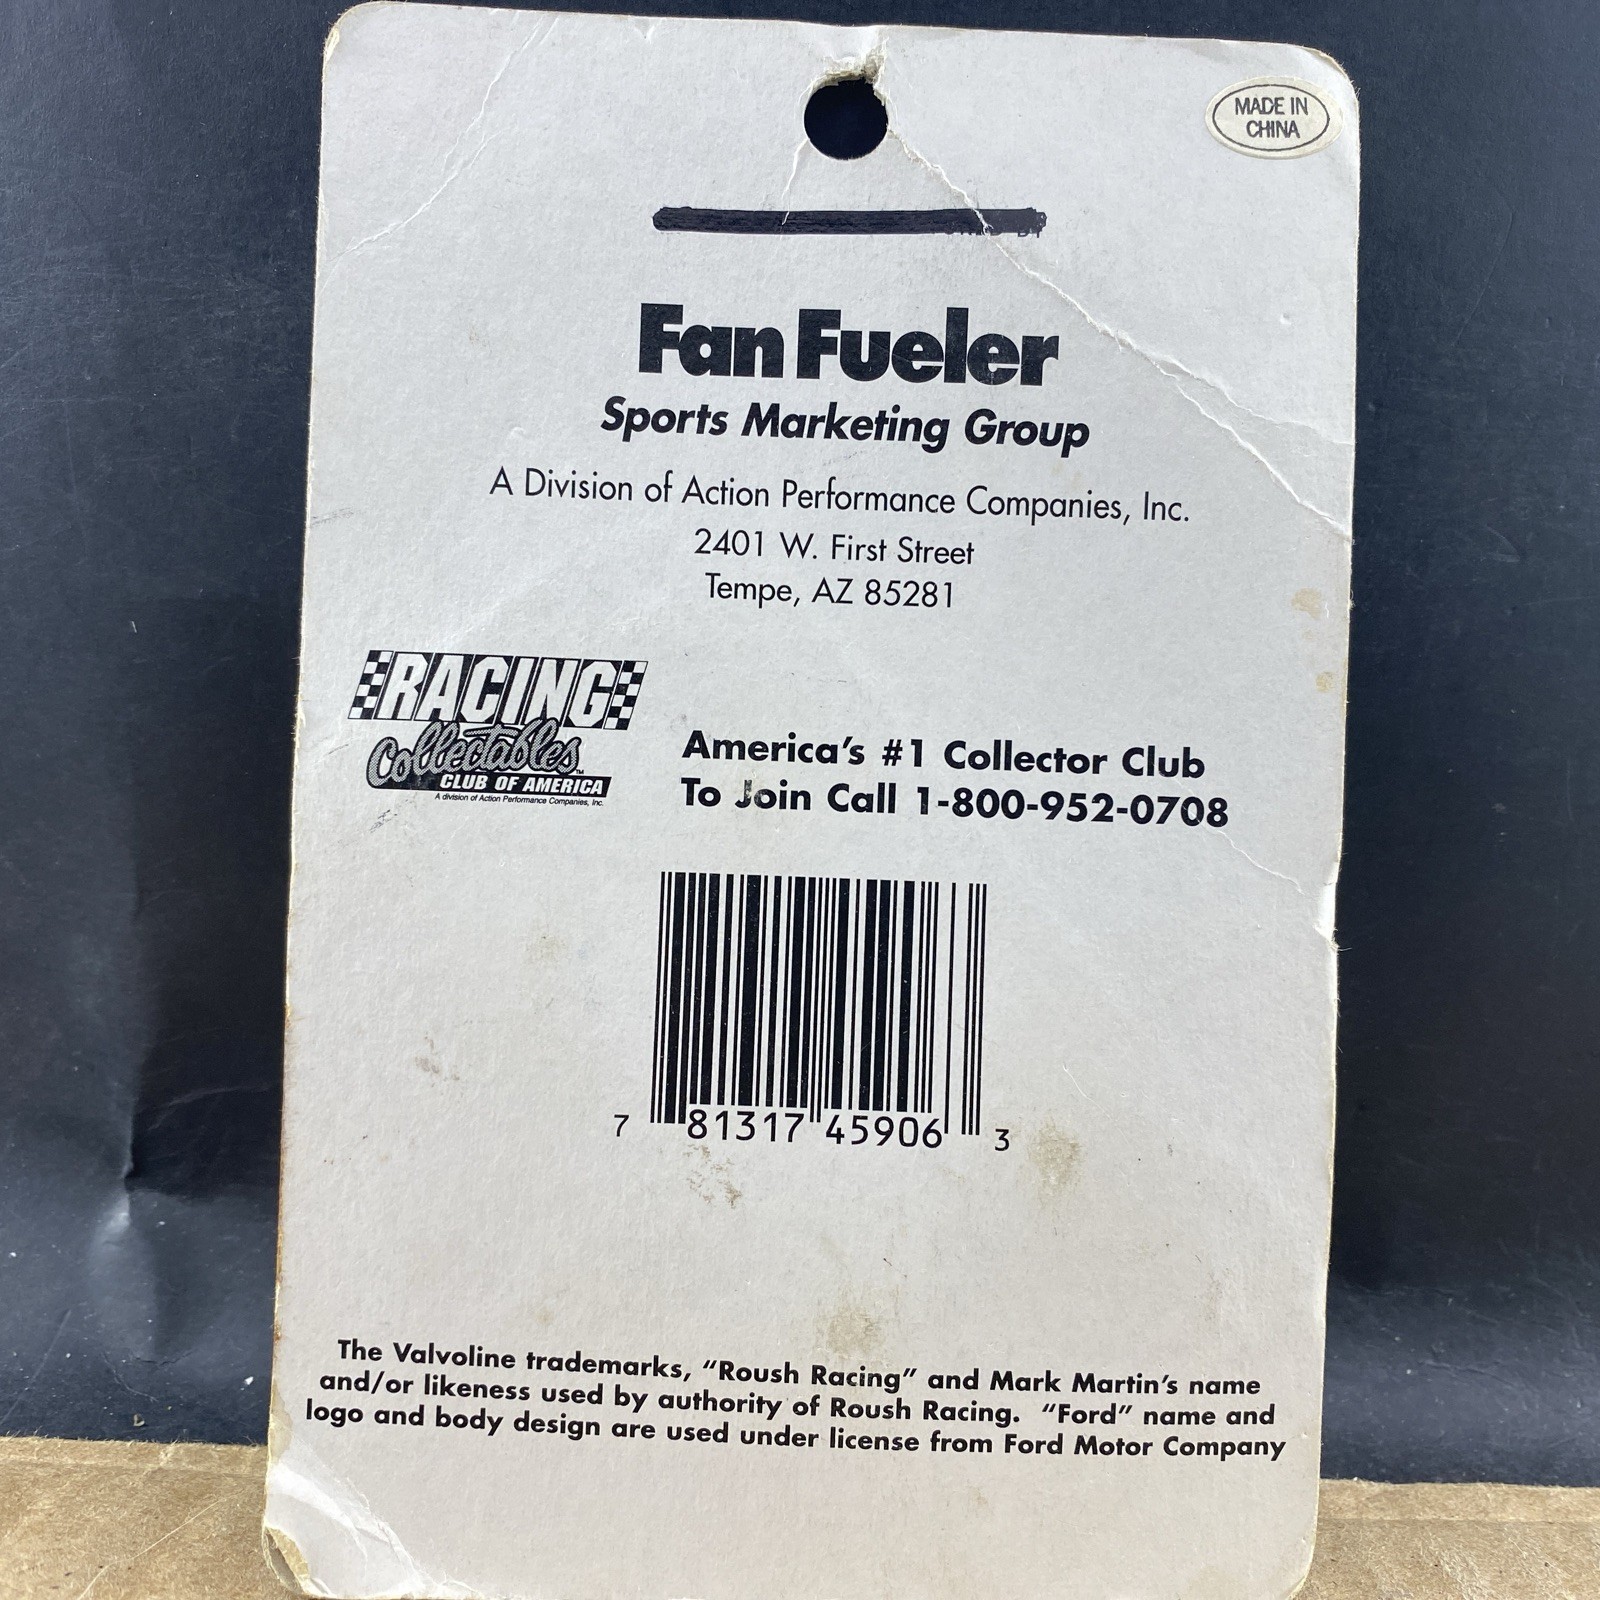 MADE IN
CHINA
Fan Fueler
Sports Marketing Group
A Division of Action Performance Companies, Inc.
2401 W. First Street
Tempe, AZ 85281
RACING
Collectables™
CLUB OF AMERICA
A division of Action Performance Companies, Inc.
America's #1 Collector Club
To Join Call 1-800-952-0708
7 81317 45906 3
The Valvoline trademarks, "Roush Racing" and Mark Martin's name
and/or likeness used by authority of Roush Racing. "Ford" name and
logo and body design are used under license from Ford Motor Company